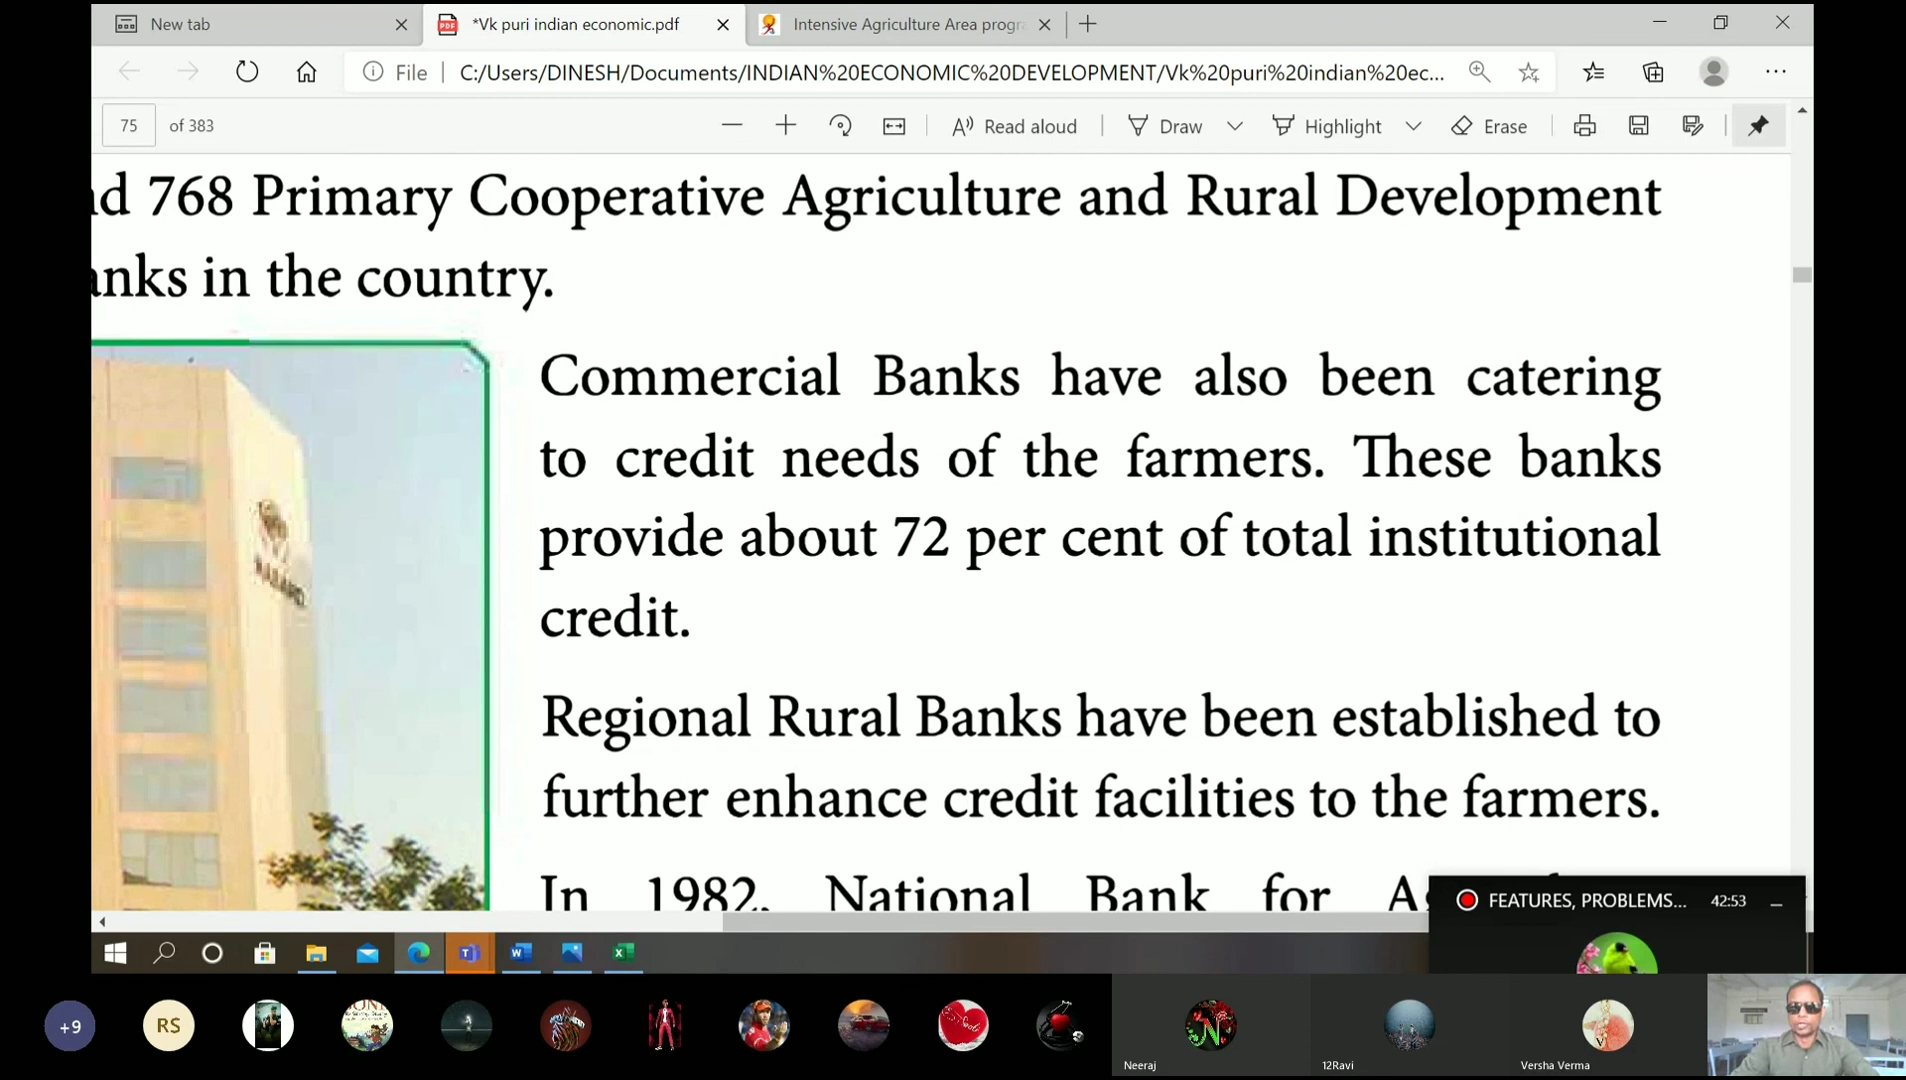 New tab
*Vk puri indian economic.pdf
Intensive Agriculture Area progr
File
C:/Users/DINESH/Documents/INDIAN%20ECONOMIC%20DEVELOPMENT/Vk%20puri%20indian%20ec...
75 of 383
Read aloud
Draw
Highlight
Erase
768 Primary Cooperative Agriculture and Rural Development
in the country.
Commercial Banks have also been catering
to credit needs of the farmers. These banks
provide about 72 per cent of total institutional
credit.
Regional Rural Banks have been established to
further enhance credit facilities to the farmers.
In 1982, National Bank for
FEATURES, PROBLEMS... 42:53
+9
RS
Neeraj
12Ravi
Versha Verma